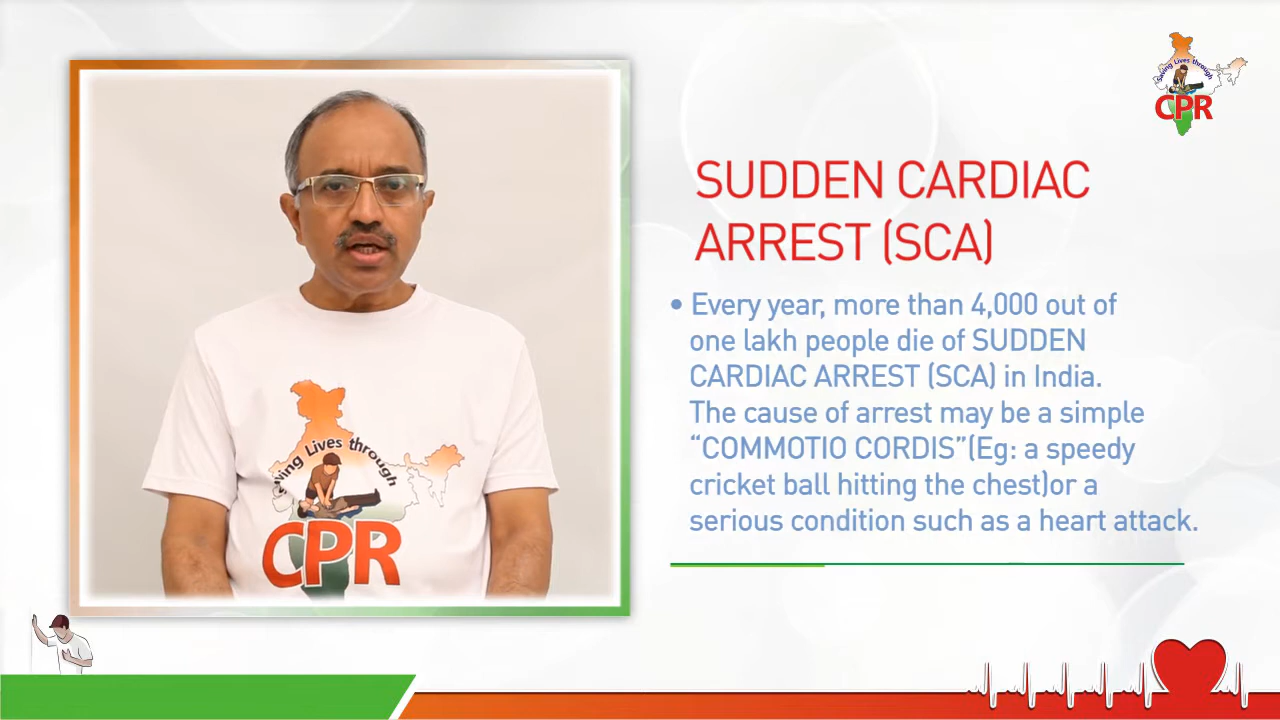 Saving Lives through
CPR
SUDDEN CARDIAC
ARREST (SCA)
• Every year, more than 4,000 out of
one lakh people die of SUDDEN
CARDIAC ARREST (SCA) in India.
The cause of arrest may be a simple
“COMMOTIO CORDIS”(Eg: a speedy
cricket ball hitting the chest)or a
serious condition such as a heart attack.
Saving Lives through
CPR